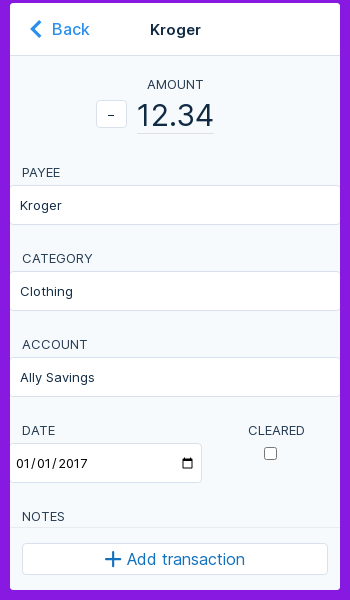 Back
Kroger
AMOUNT
- 12.34
PAYEE
Kroger
CATEGORY
Clothing
ACCOUNT
Ally Savings
DATE
CLEARED
01/01/2017
NOTES
+ Add transaction